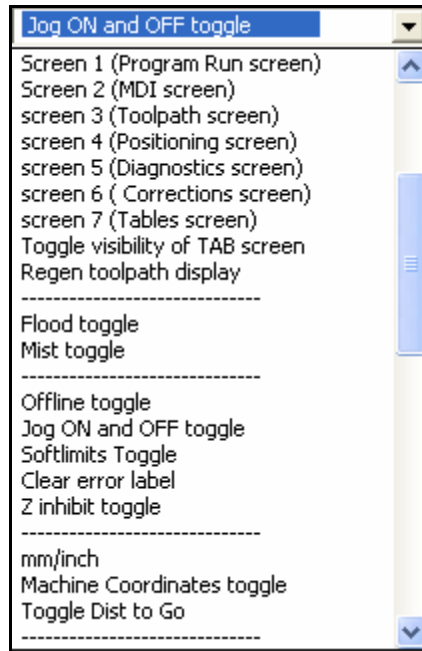 Jog ON and OFF toggle
Screen 1 (Program Run screen)
Screen 2 (MDI screen)
screen 3 (Toolpath screen)
screen 4 (Positioning screen)
screen 5 (Diagnostics screen)
screen 6 ( Corrections screen)
screen 7 (Tables screen)
Toggle visibility of TAB screen
Regen toolpath display
-----------------------------
Flood toggle
Mist toggle
-----------------------------
Offline toggle
Jog ON and OFF toggle
Softlimits Toggle
Clear error label
Z inhibit toggle
-----------------------------
mm/inch
Machine Coordinates toggle
Toggle Dist to Go
-----------------------------